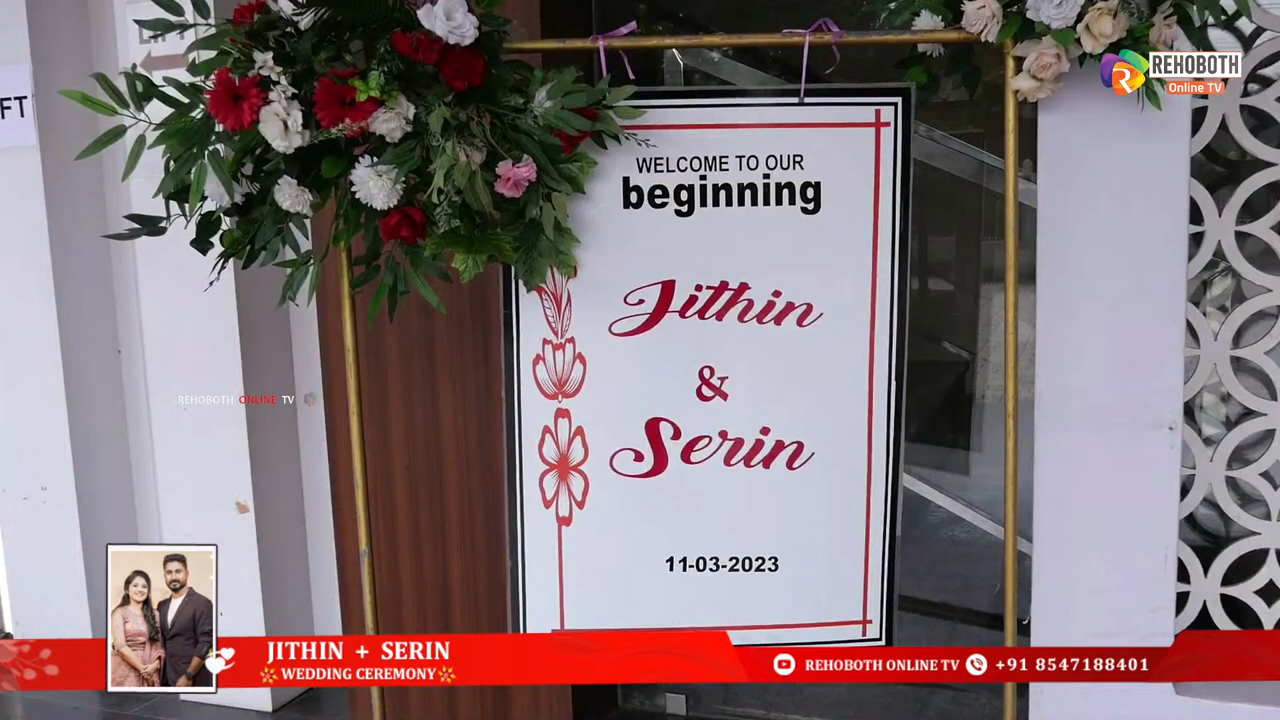 FT
REHOBOTH
Online TV
WELCOME TO OUR
beginning
Jithin
&
Serin
11-03-2023
REHOBOTH ONLINE TV
JITHIN + SERIN
WEDDING CEREMONY
REHOBOTH ONLINE TV +91 8547188401